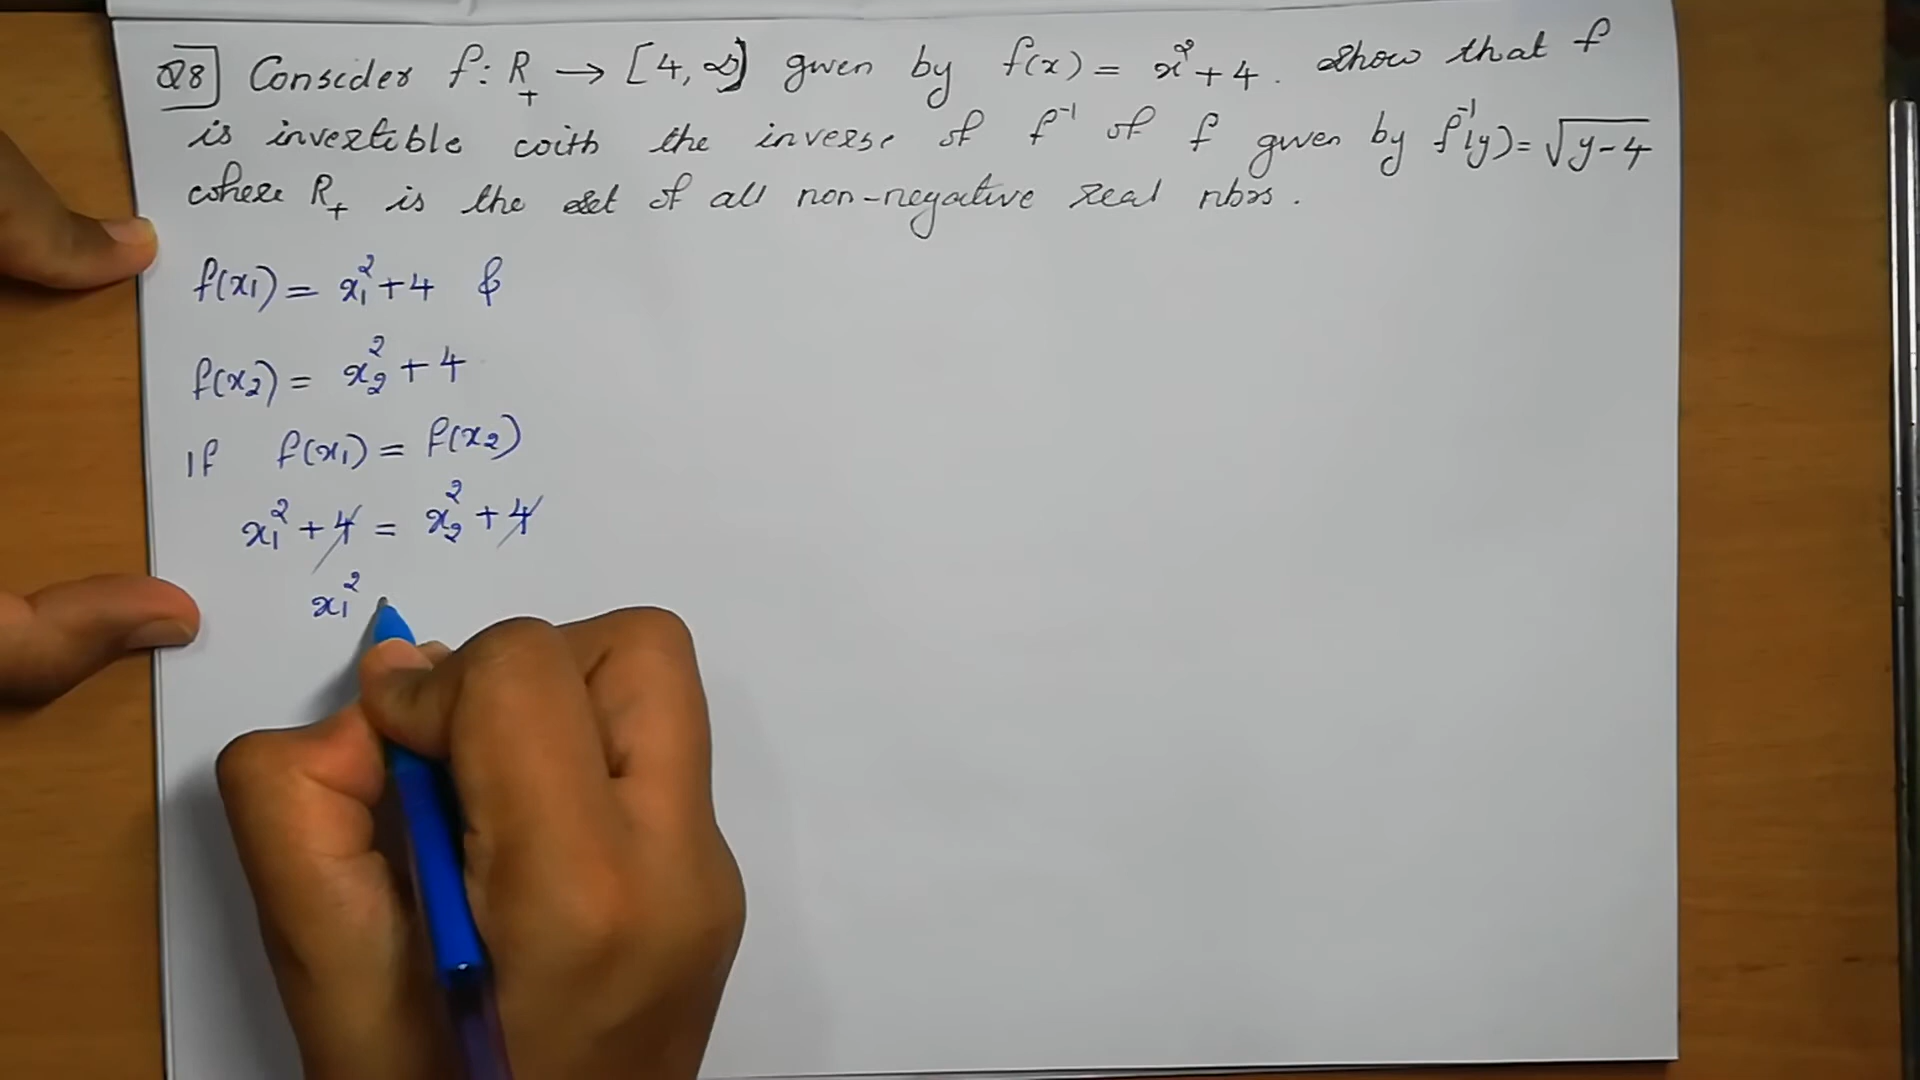 Q8 Consider f: R₊ → [4, ∞) given by f(x) = x² + 4. Show that f
is invertible with the inverse of f⁻¹ of f given by f⁻¹(y) = √(y-4)
where R₊ is the set of all non-negative real nbrs.
f(x₁) = x₁² + 4 &
f(x₂) = x₂² + 4
If f(x₁) = f(x₂)
x₁² + 4 = x₂² + 4
x₁²